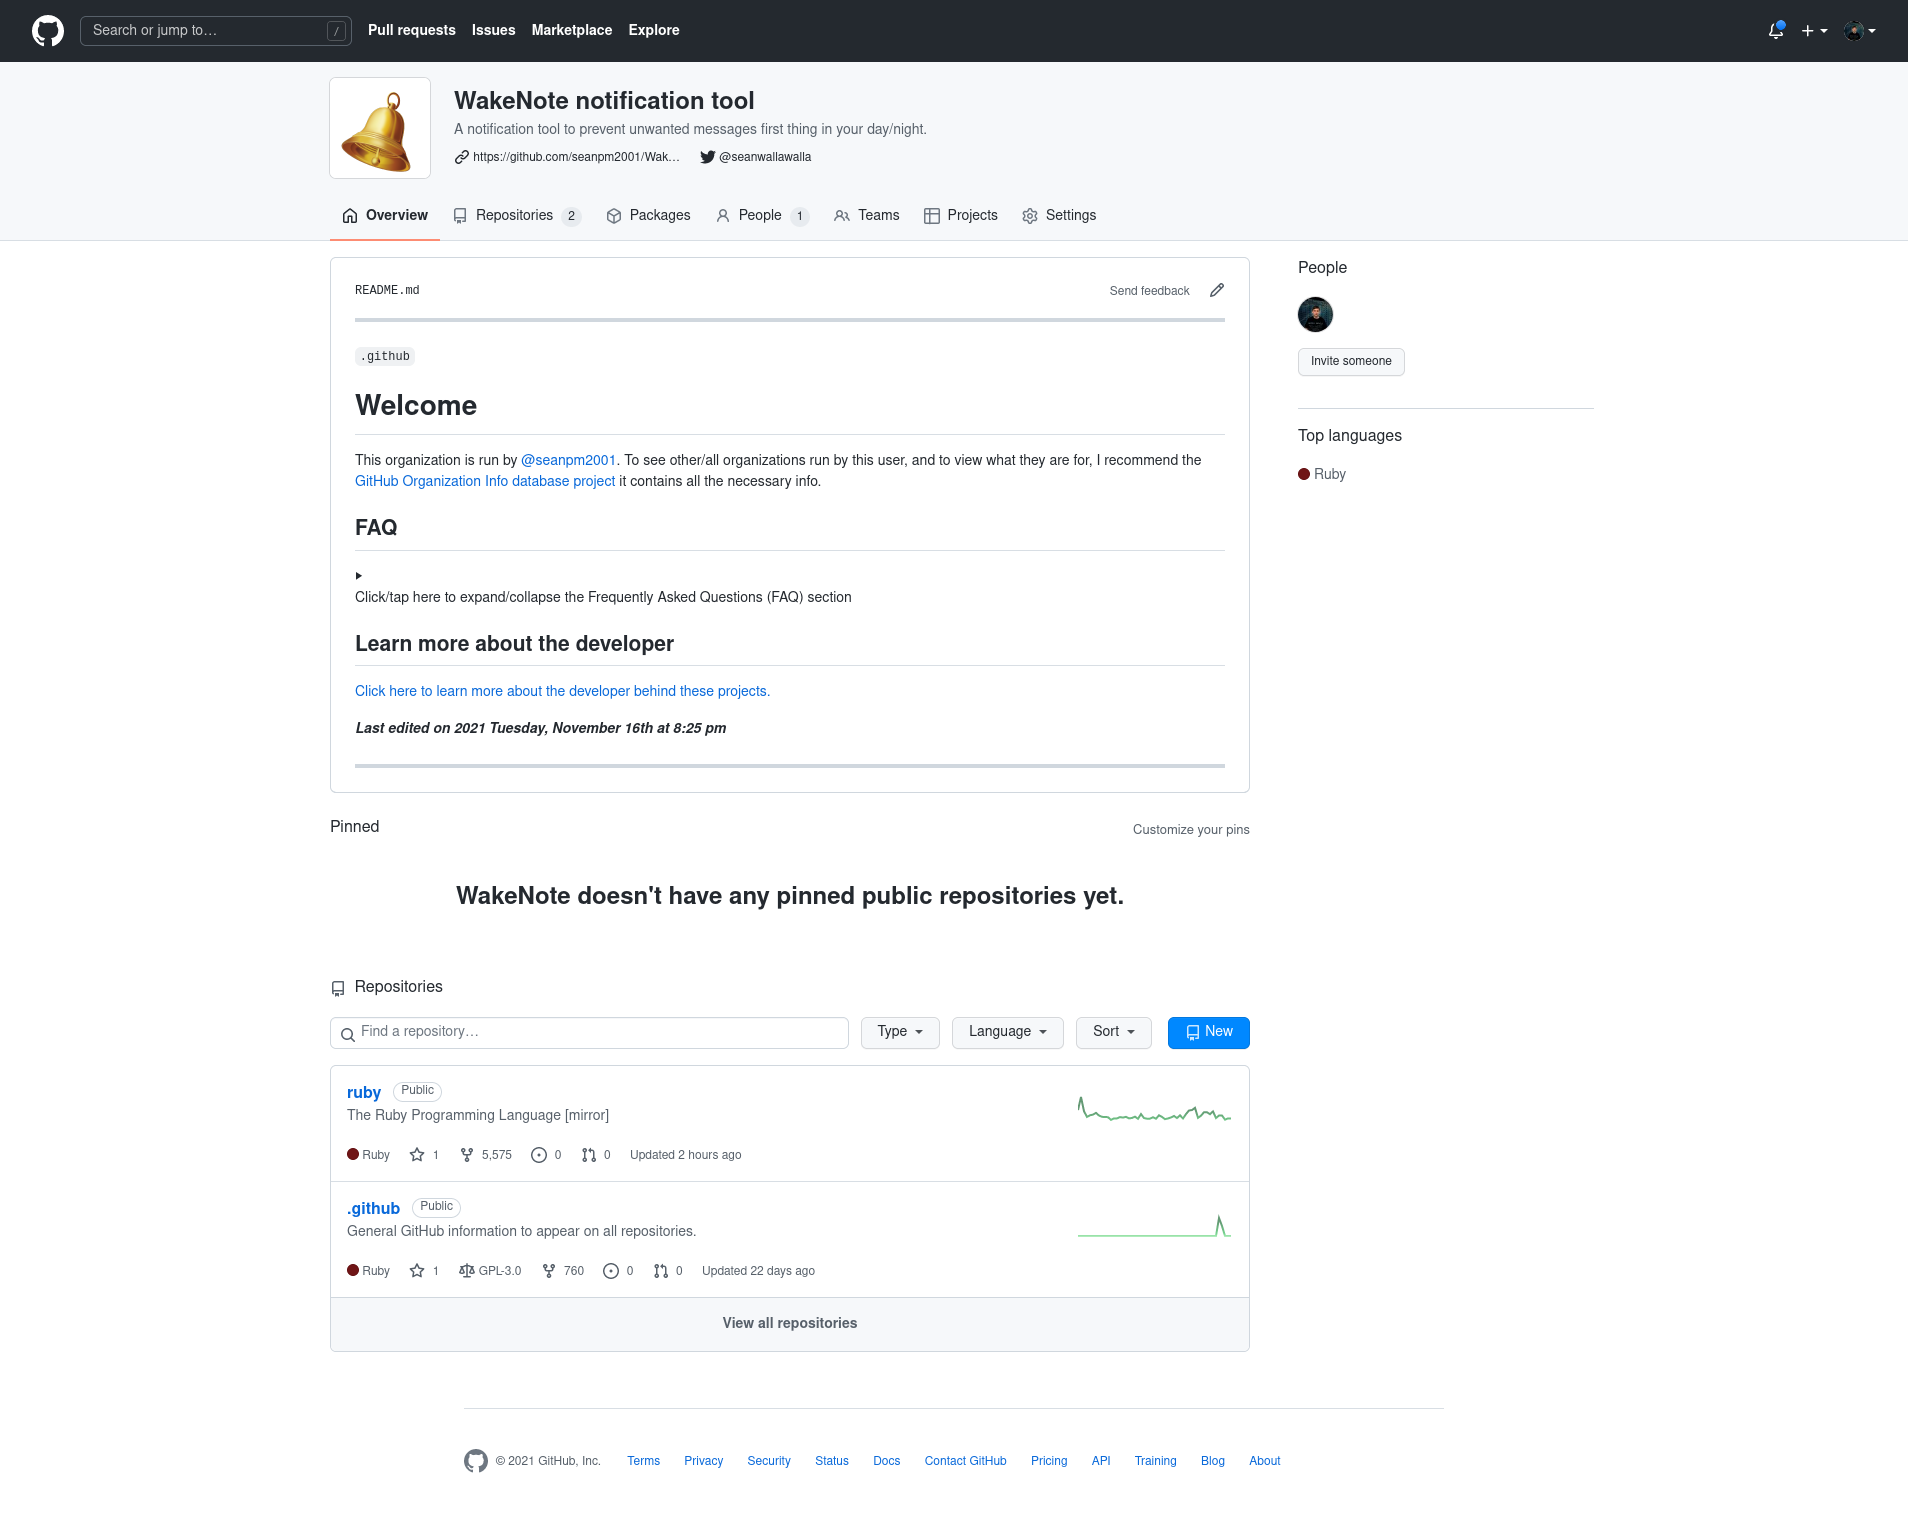 Search or jump to… /
Pull requests Issues Marketplace Explore
WakeNote notification tool
A notification tool to prevent unwanted messages first thing in your day/night.
https://github.com/seanpm2001/Wak… @seanwallawalla
Overview Repositories 2 Packages People 1 Teams Projects Settings
README.md Send feedback
.github
Welcome
This organization is run by @seanpm2001. To see other/all organizations run by this user, and to view what they are for, I recommend the
GitHub Organization Info database project it contains all the necessary info.
FAQ
Click/tap here to expand/collapse the Frequently Asked Questions (FAQ) section
Learn more about the developer
Click here to learn more about the developer behind these projects.
Last edited on 2021 Tuesday, November 16th at 8:25 pm
People
Invite someone
Top languages
Ruby
Pinned Customize your pins
WakeNote doesn't have any pinned public repositories yet.
Repositories
Find a repository… Type Language Sort New
ruby Public
The Ruby Programming Language [mirror]
Ruby 1 5,575 0 0 Updated 2 hours ago
.github Public
General GitHub information to appear on all repositories.
Ruby 1 GPL-3.0 760 0 0 Updated 22 days ago
View all repositories
© 2021 GitHub, Inc. Terms Privacy Security Status Docs Contact GitHub Pricing API Training Blog About